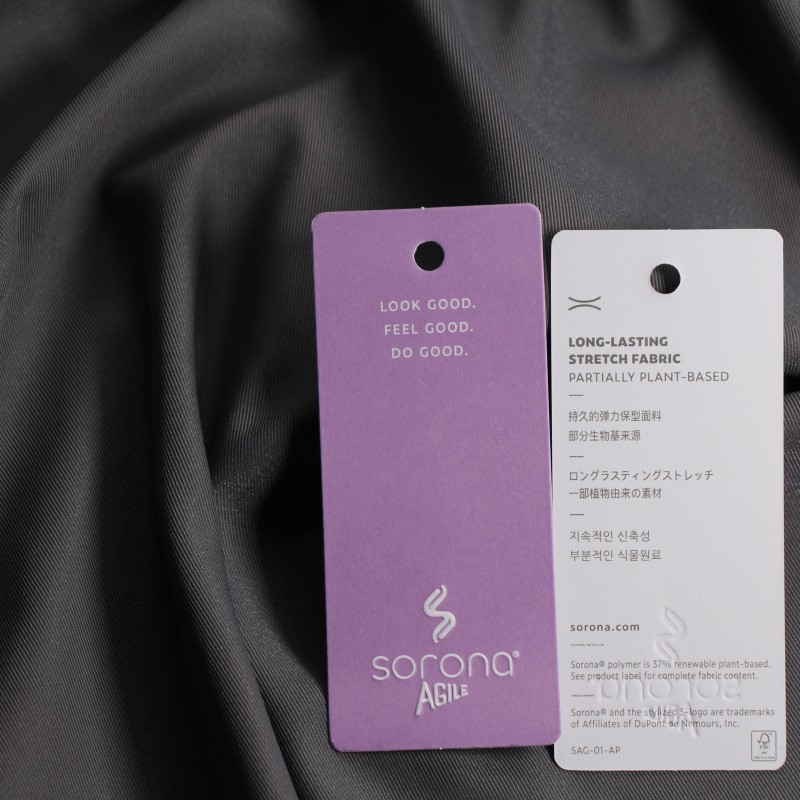 LOOK GOOD.
FEEL GOOD.
DO GOOD.
sorona®
AGILE
LONG-LASTING
STRETCH FABRIC
PARTIALLY PLANT-BASED
持久的弹力保型面料
部分生物基来源
ロングラスティングストレッチ
一部植物由来の素材
지속적인 신축성
부분적인 식물원료
sorona.com
Sorona® polymer is 37% renewable plant-based.
See product label for complete fabric content.
Sorona® and the stylized S-logo are trademarks
of Affiliates of DuPont de Nemours, Inc.
SAG-01-AP
FSC